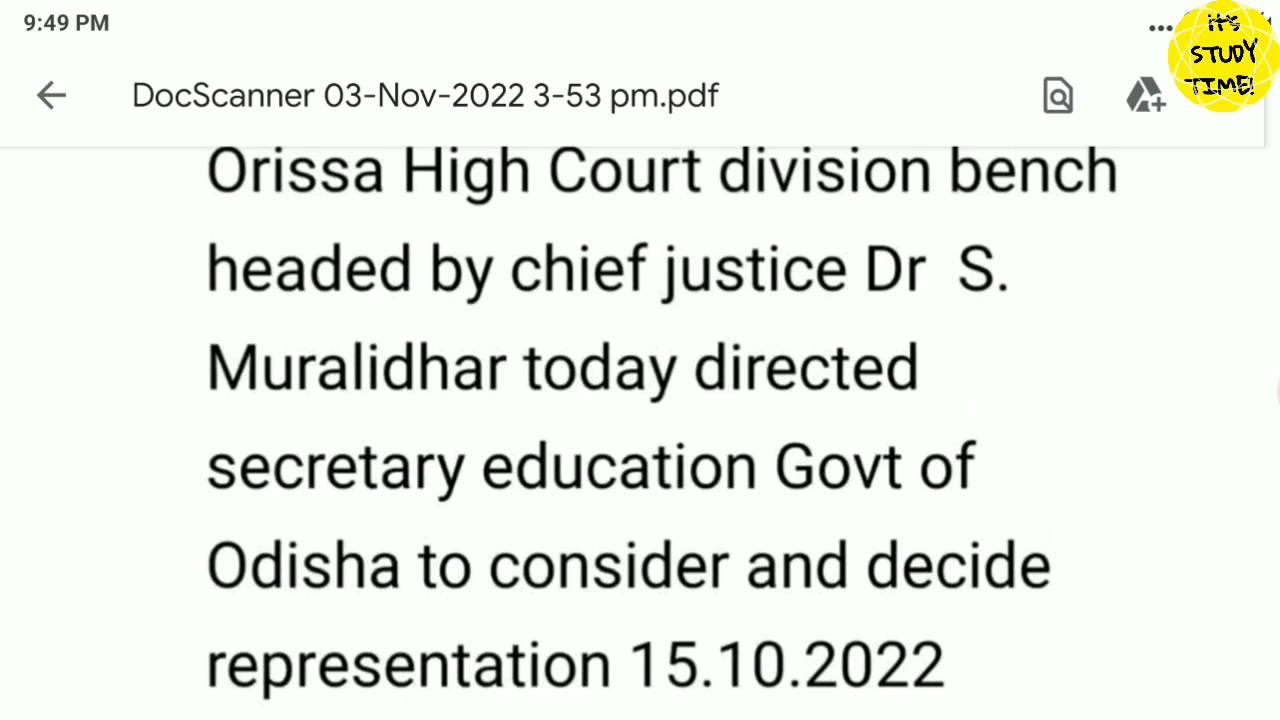 9:49 PM
IT'S
STUDY
TIME!
DocScanner 03-Nov-2022 3-53 pm.pdf
Orissa High Court division bench
headed by chief justice Dr S.
Muralidhar today directed
secretary education Govt of
Odisha to consider and decide
representation 15.10.2022